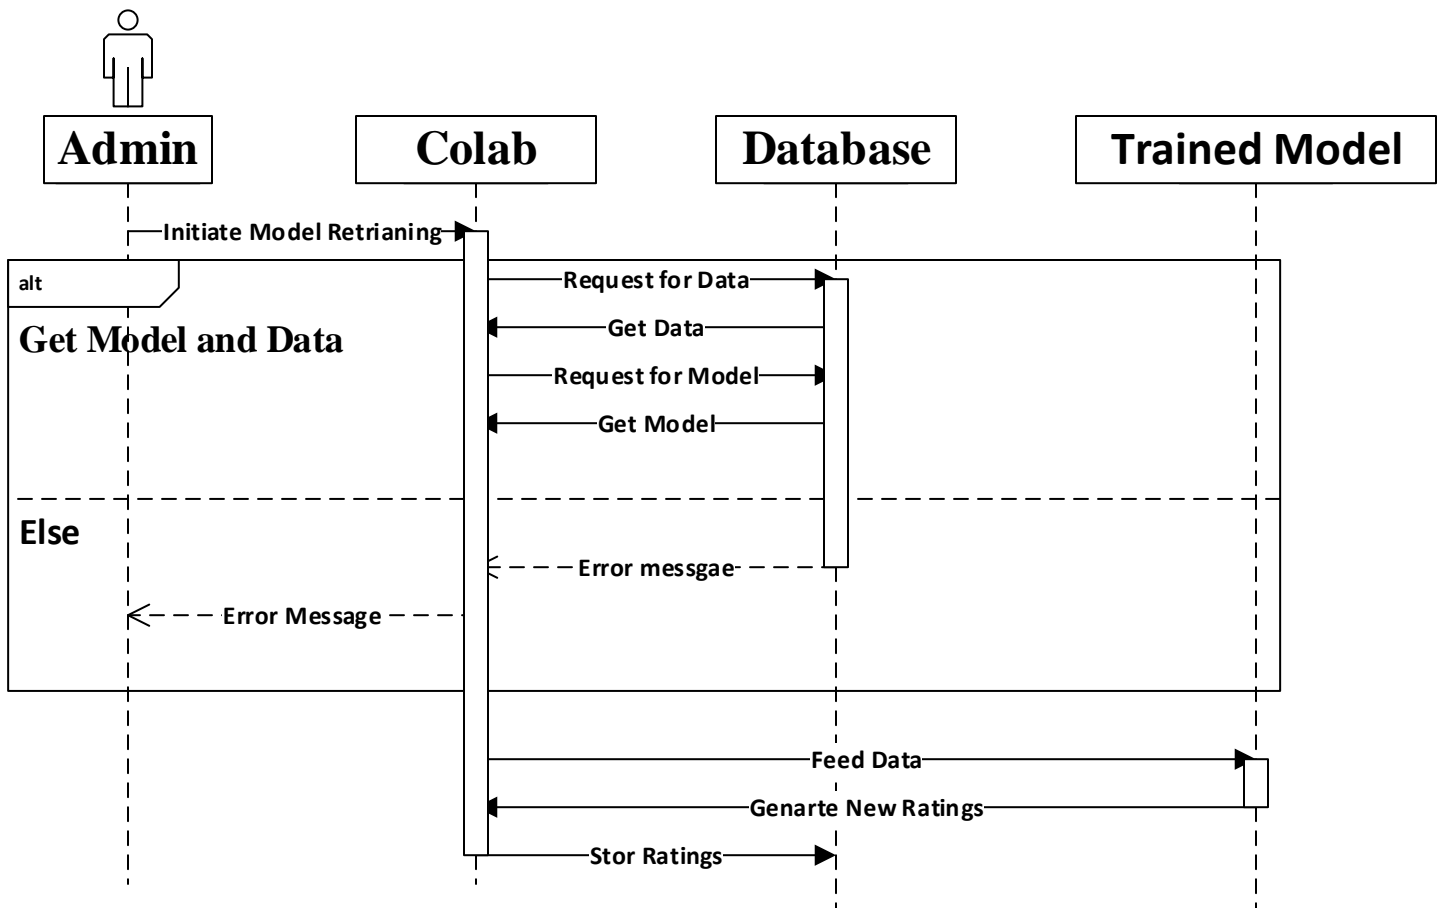 Admin
Colab
Database
Trained Model
Initiate Model Retrianing
alt
Request for Data
Get Data
Get Model and Data
Request for Model
Get Model
Else
Error messgae
Error Message
Feed Data
Genarte New Ratings
Stor Ratings